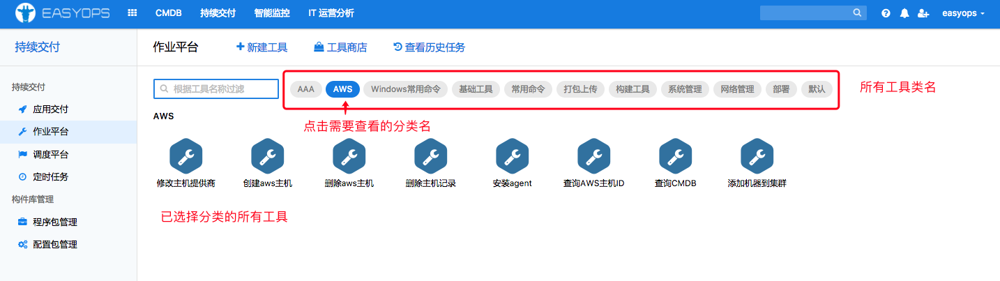 EASYOPS CMDB 持续交付 智能监控 IT 运营分析 easyops
持续交付 作业平台 新建工具 工具商店 查看历史任务
持续交付
应用交付
作业平台
调度平台
定时任务
构件库管理
程序包管理
配置包管理
根据工具名称过滤 AAA AWS Windows常用命令 基础工具 常用命令 打包上传 构建工具 系统管理 网络管理 部署 默认 所有工具类名
AWS
点击需要查看的分类名
修改主机提供商 创建aws主机 删除aws主机 删除主机记录 安装agent 查询AWS主机ID 查询CMDB 添加机器到集群
已选择分类的所有工具